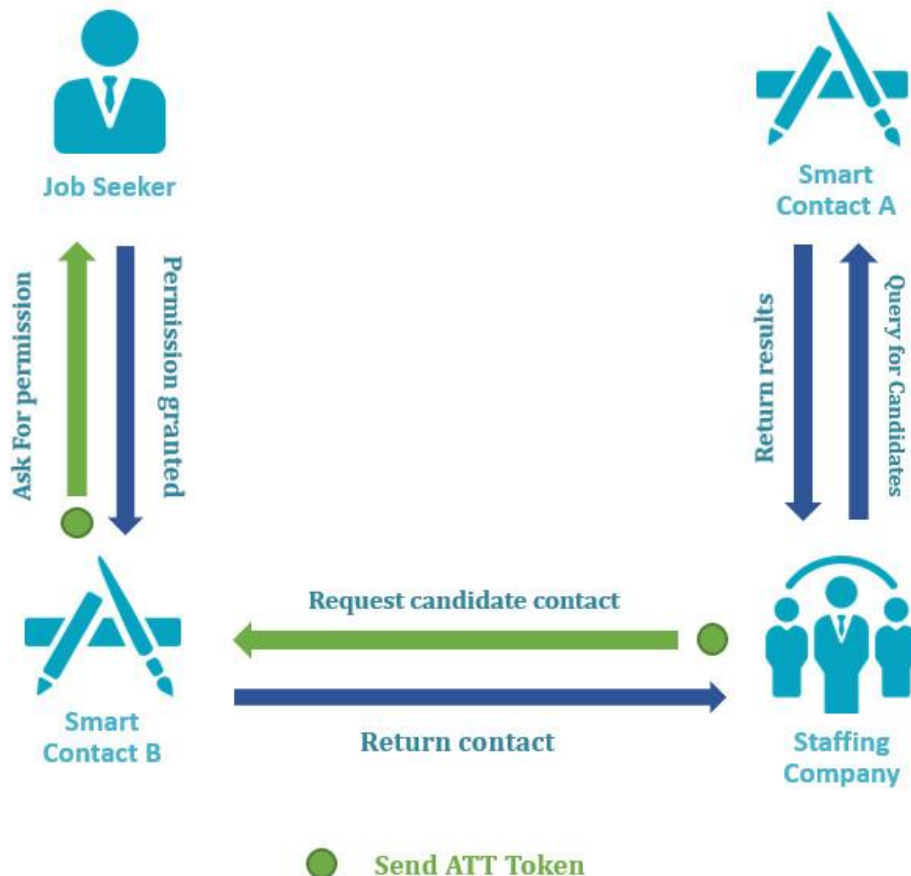 Job Seeker
Smart
Contact A
Ask For permission
Permission granted
Return results
Query for Candidates
Request candidate contact
Return contact
Smart
Contact B
Staffing
Company
Send ATT Token